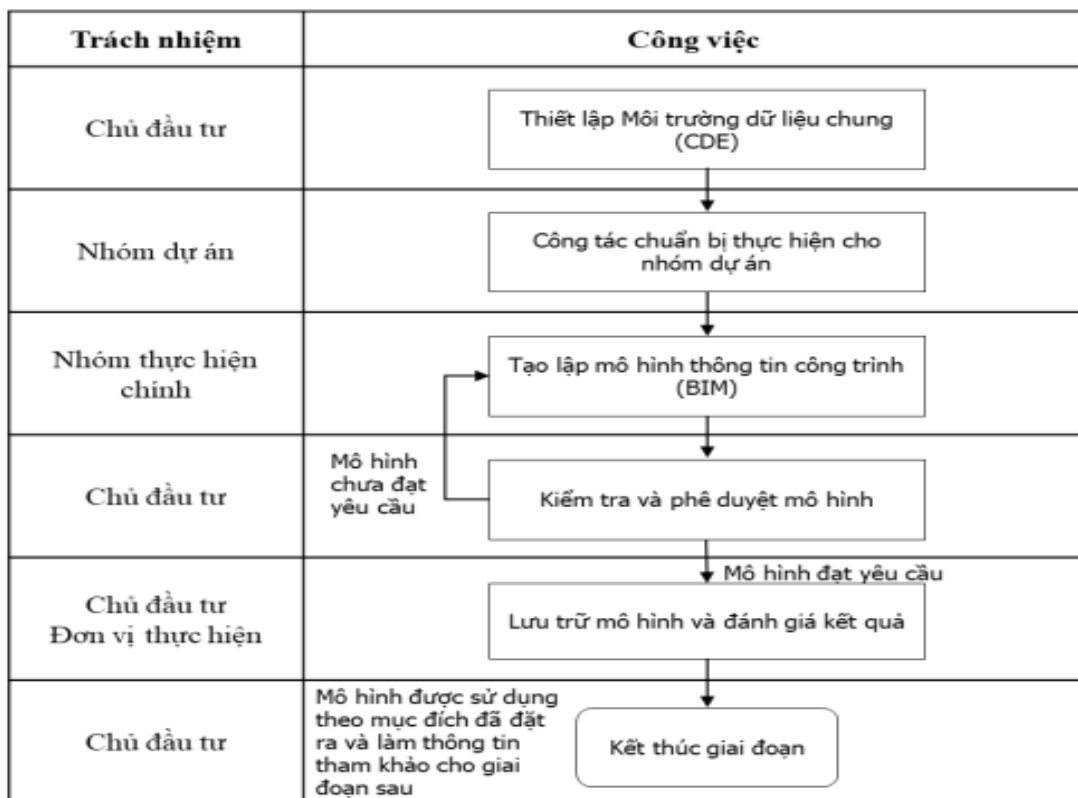 Trách nhiệm
Công việc
Chủ đầu tư
Thiết lập Môi trường dữ liệu chung
(CDE)
Nhóm dự án
Công tác chuẩn bị thực hiện cho
nhóm dự án
Nhóm thực hiện
chính
Tạo lập mô hình thông tin công trình
(BIM)
Chủ đầu tư
Mô hình
chưa đạt
yêu cầu
Kiểm tra và phê duyệt mô hình
Mô hình đạt yêu cầu
Chủ đầu tư
Đơn vị thực hiện
Lưu trữ mô hình và đánh giá kết quả
Chủ đầu tư
Mô hình được sử dụng
theo mục đích đã đặt
ra và làm thông tin
tham khảo cho giai
đoạn sau
Kết thúc giai đoạn